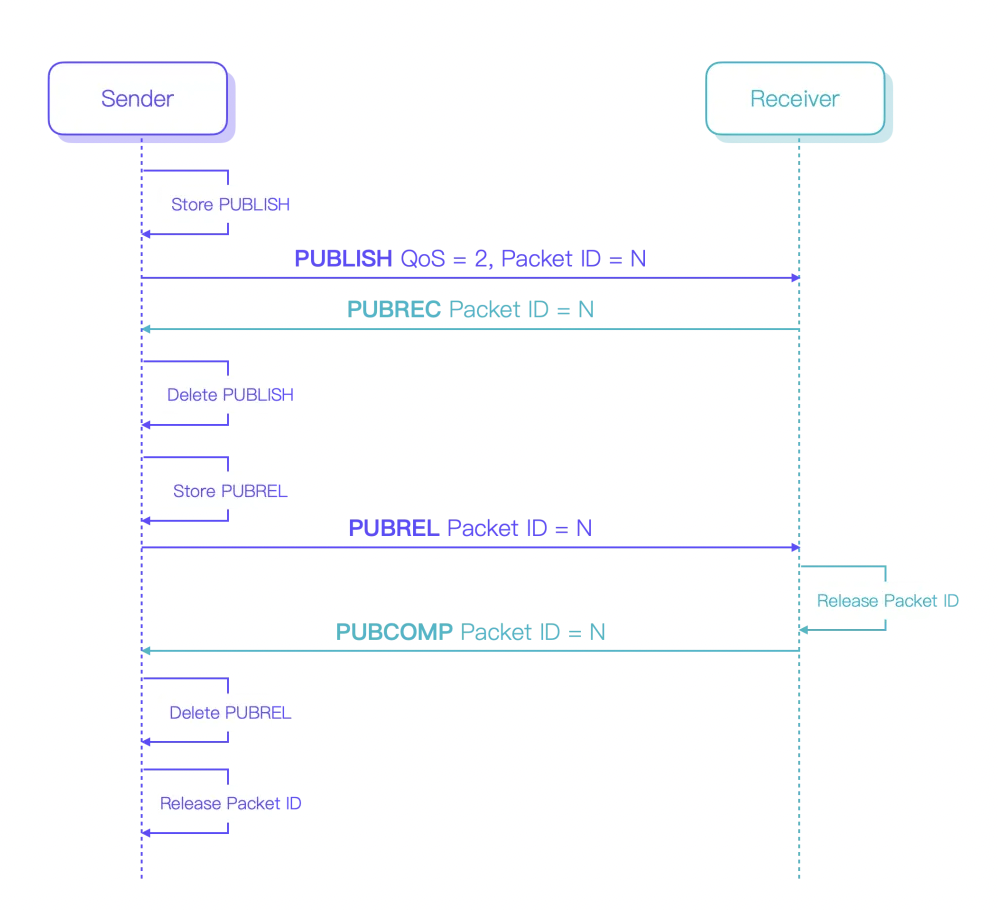 Sender
Receiver
Store PUBLISH
PUBLISH QoS = 2, Packet ID = N
PUBREC Packet ID = N
Delete PUBLISH
Store PUBREL
PUBREL Packet ID = N
Release Packet ID
PUBCOMP Packet ID = N
Delete PUBREL
Release Packet ID